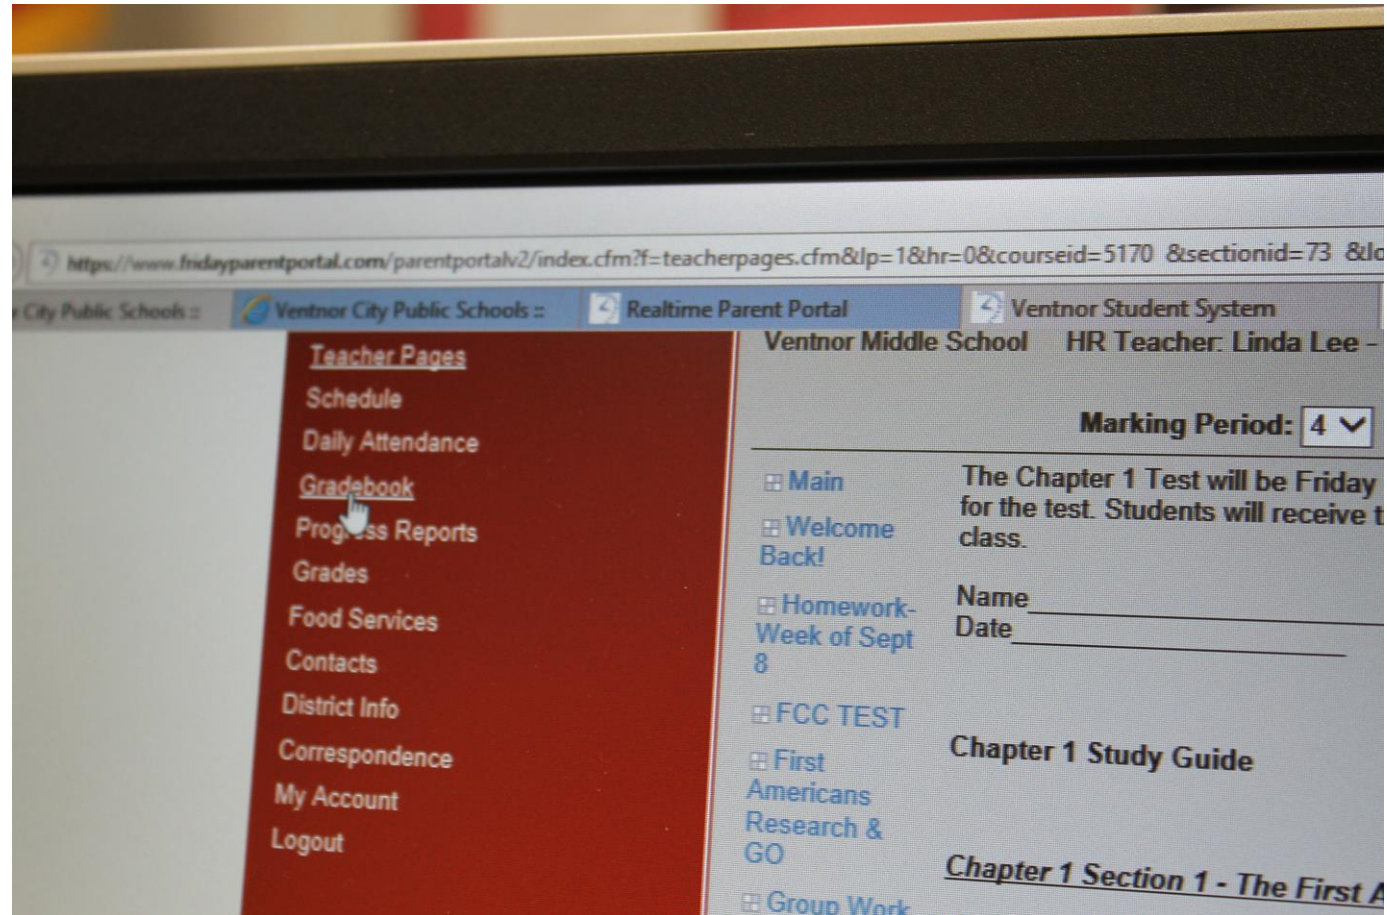 https://www.fridayparentportal.com/parentportalv2/index.cfm?f=teacherpages.cfm&lp=1&hr=0&courseid=5170 &sectionid=73 &lo
City Public Schools ::
Ventnor City Public Schools ::
Realtime Parent Portal
Ventnor Student System
Teacher Pages
Schedule
Daily Attendance
Gradebook
Progress Reports
Grades
Food Services
Contacts
District Info
Correspondence
My Account
Logout
Ventnor Middle School HR Teacher: Linda Lee -
Marking Period: 4
Main
Welcome
Back!
Homework-
Week of Sept
8
FCC TEST
First
Americans
Research &
GO
Group Work
The Chapter 1 Test will be Friday
for the test. Students will receive t
class.
Name
Date
Chapter 1 Study Guide
Chapter 1 Section 1 - The First A